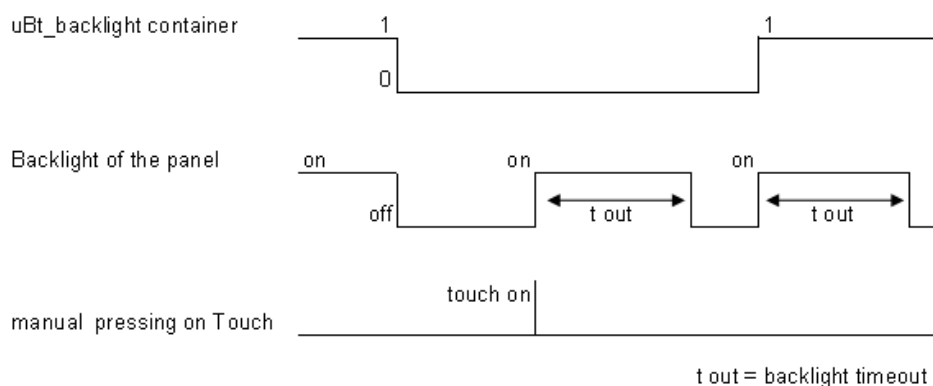 uBt_backlight container
1
1
0
Backlight of the panel
on
on
on
off
t out
t out
touch on
manual pressing on Touch
t out = backlight timeout